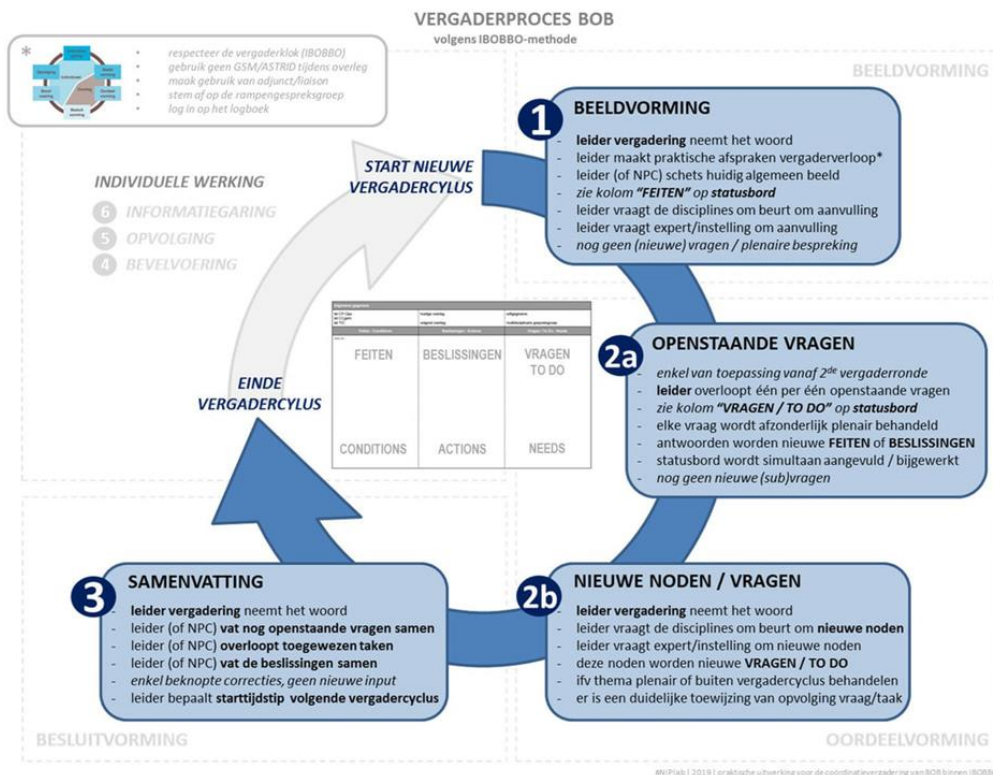 VERGADERPROCES BOB
volgens IBOBBO-methode
*
- respecteer de vergaderklok (IBOBBO)
- gebruik geen GSM/ASTRID tijdens overleg
- maak gebruik van adjunct/liaison
- stem af op de rampengespreksgroep
- log in op het logboek
BEELDVORMING
1 BEELDVORMING
- leider vergadering neemt het woord
- leider maakt praktische afspraken vergaderverloop*
- leider (of NPC) schets huidig algemeen beeld
- zie kolom “FEITEN” op statusbord
- leider vraagt de disciplines om beurt om aanvulling
- leider vraagt expert/instelling om aanvulling
- nog geen (nieuwe) vragen / plenaire bespreking
START NIEUWE
VERGADERCYLUS
INDIVIDUELE WERKING
6 INFORMATIEGARING
5 OPVOLGING
4 BEVELVOERING
FEITEN
BESLISSINGEN
VRAGEN
TO DO
CONDITIONS
ACTIONS
NEEDS
2a OPENSTAANDE VRAGEN
- enkel van toepassing vanaf 2de vergaderronde
- leider overloopt één per één openstaande vragen
- zie kolom “VRAGEN / TO DO” op statusbord
- elke vraag wordt afzonderlijk plenair behandeld
- antwoorden worden nieuwe FEITEN of BESLISSINGEN
- statusbord wordt simultaan aangevuld / bijgewerkt
- nog geen nieuwe (sub)vragen
EINDE
VERGADERCYLUS
2b NIEUWE NODEN / VRAGEN
- leider vergadering neemt het woord
- leider vraagt de disciplines om beurt om nieuwe noden
- leider vraagt expert/instelling om nieuwe noden
- deze noden worden nieuwe VRAGEN / TO DO
- ifv thema plenair of buiten vergadercyclus behandelen
- er is een duidelijke toewijzing van opvolging vraag/taak
3 SAMENVATTING
- leider vergadering neemt het woord
- leider (of NPC) vat nog openstaande vragen samen
- leider (of NPC) overloopt toegewezen taken
- leider (of NPC) vat de beslissingen samen
- enkel beknopte correcties, geen nieuwe input
- leider bepaalt starttijdstip volgende vergadercyclus
BESLUITVORMING
OORDEELVORMING